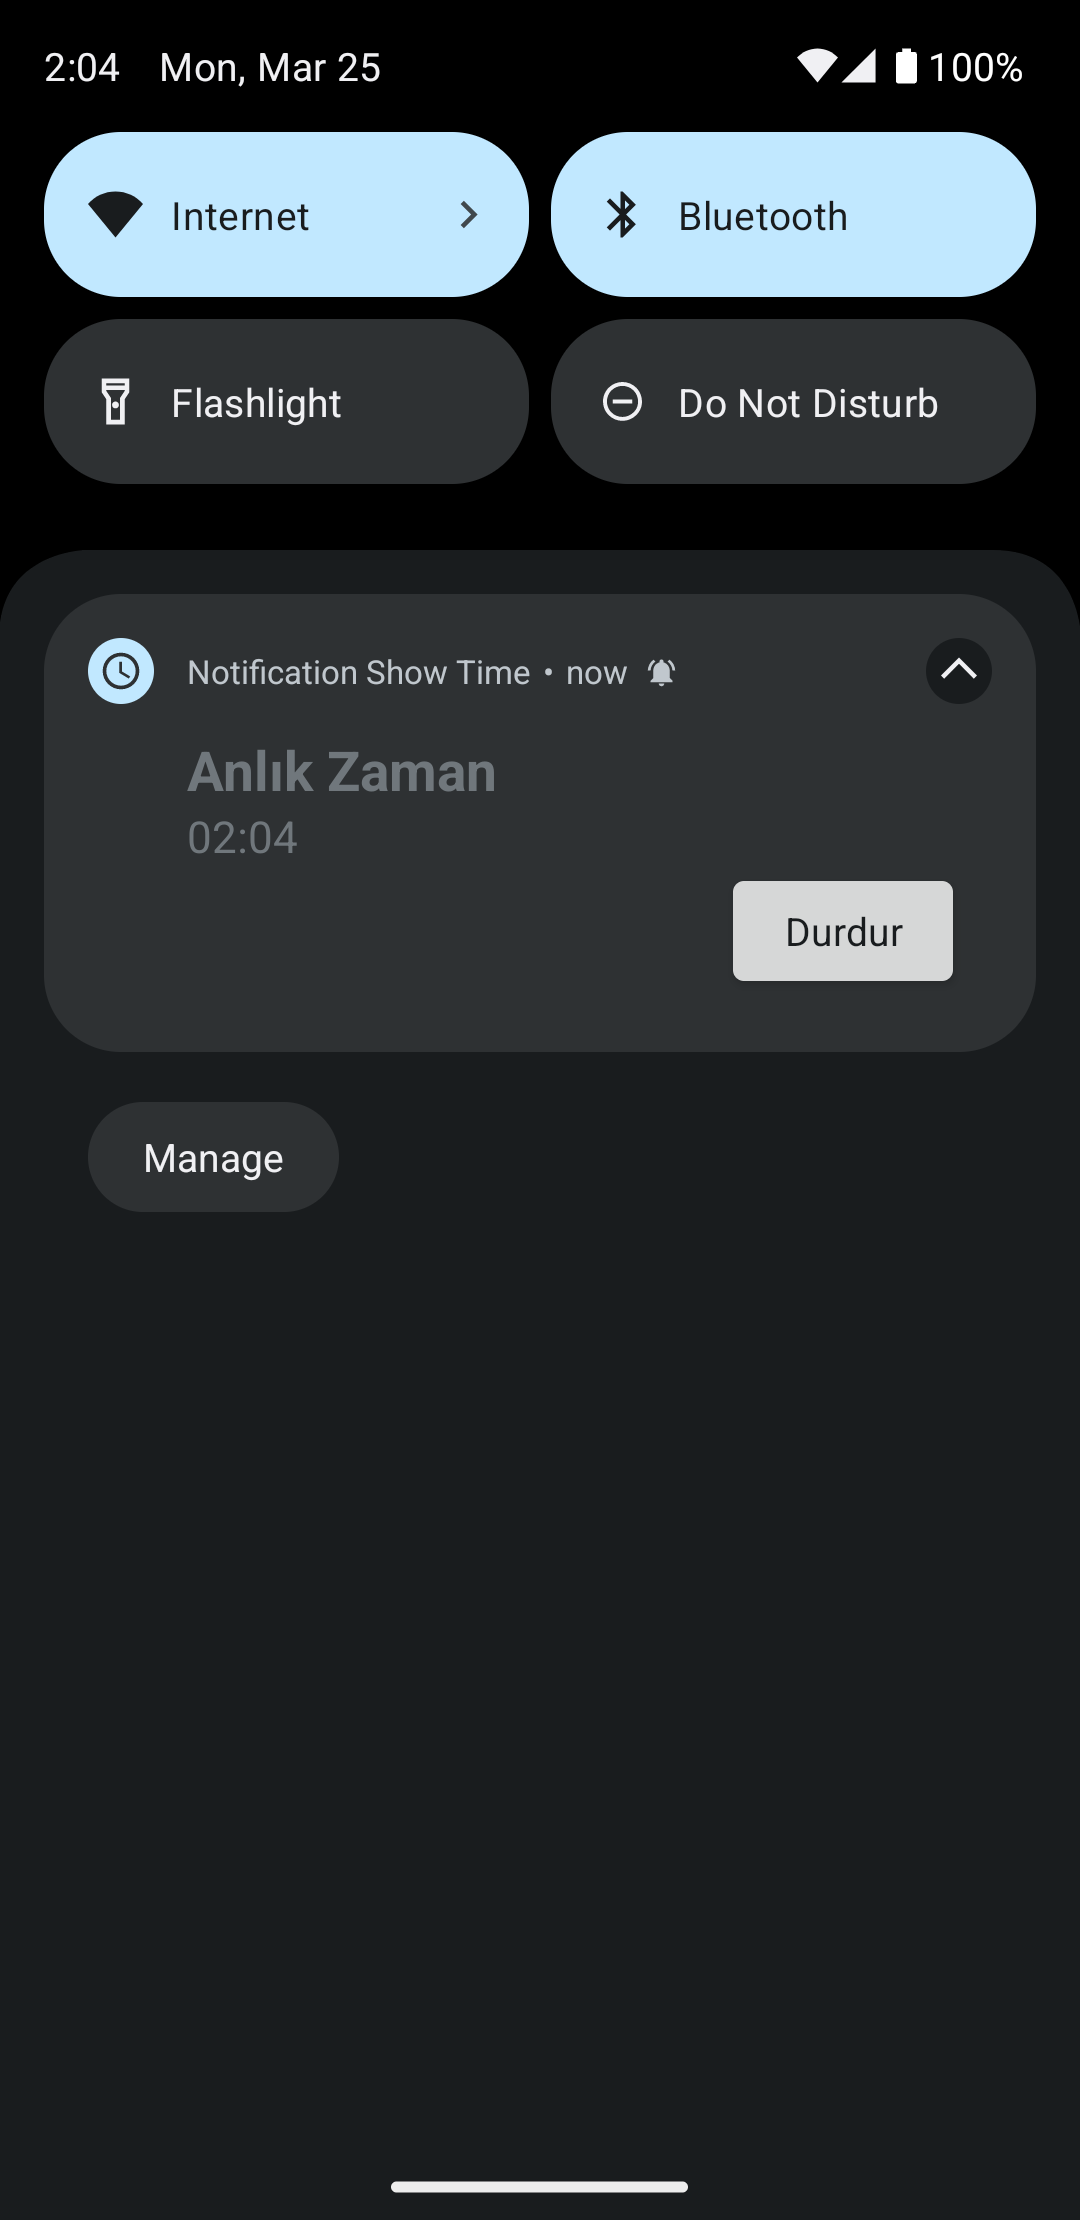 2:04 Mon, Mar 25 100%
Internet Bluetooth
Flashlight Do Not Disturb
Notification Show Time • now
Anlık Zaman
02:04
Durdur
Manage